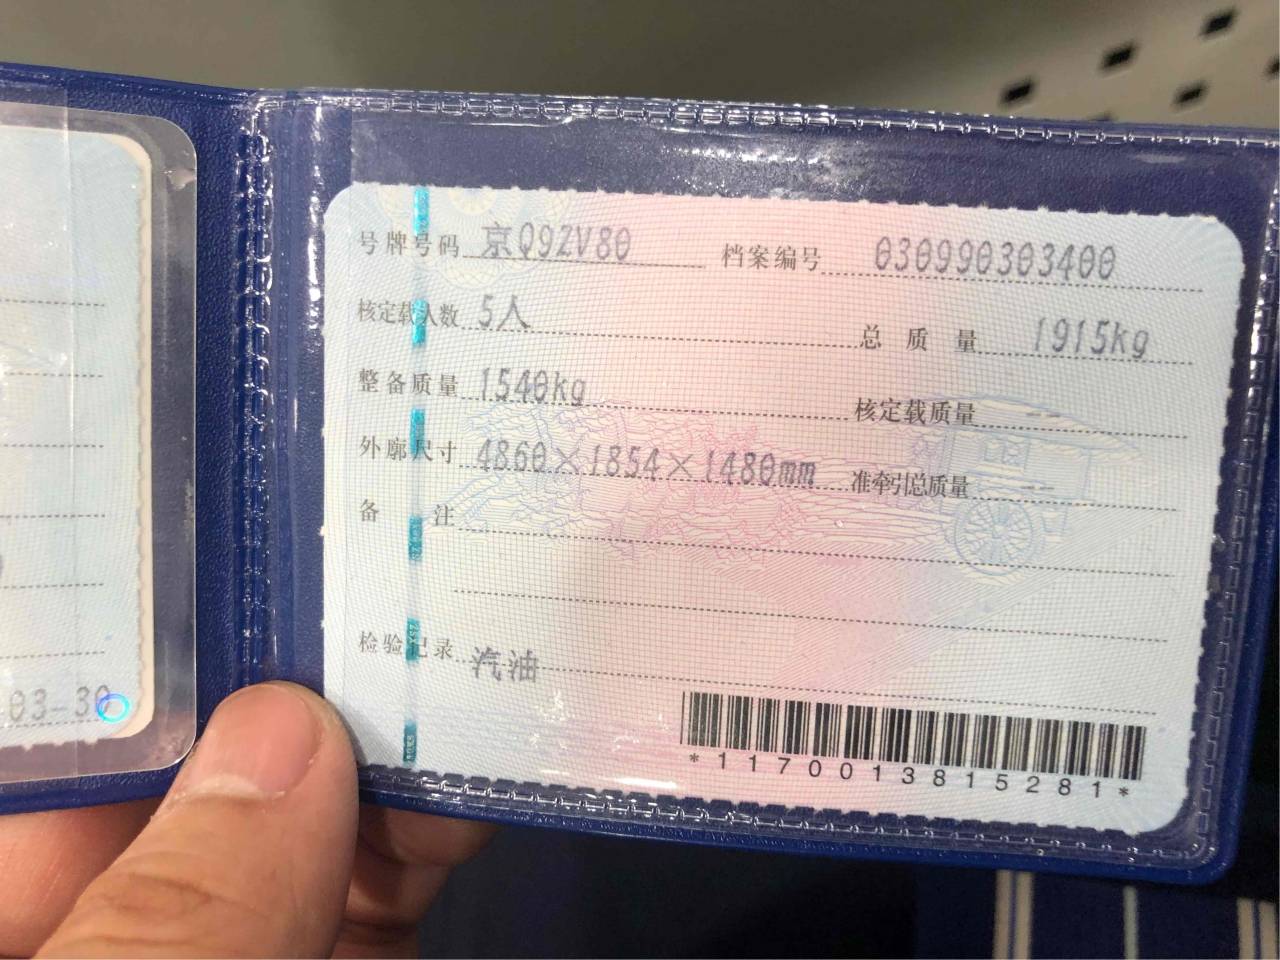 号牌号码 京Q9ZV80 档案编号 030990303400
核定载人数 5人 总质量 1915kg
整备质量 1540kg 核定载质量 --
外廓尺寸 4860×1854×1480mm 准牵引总质量 --
备注
检验记录 汽油
*1170013815281*
03-30